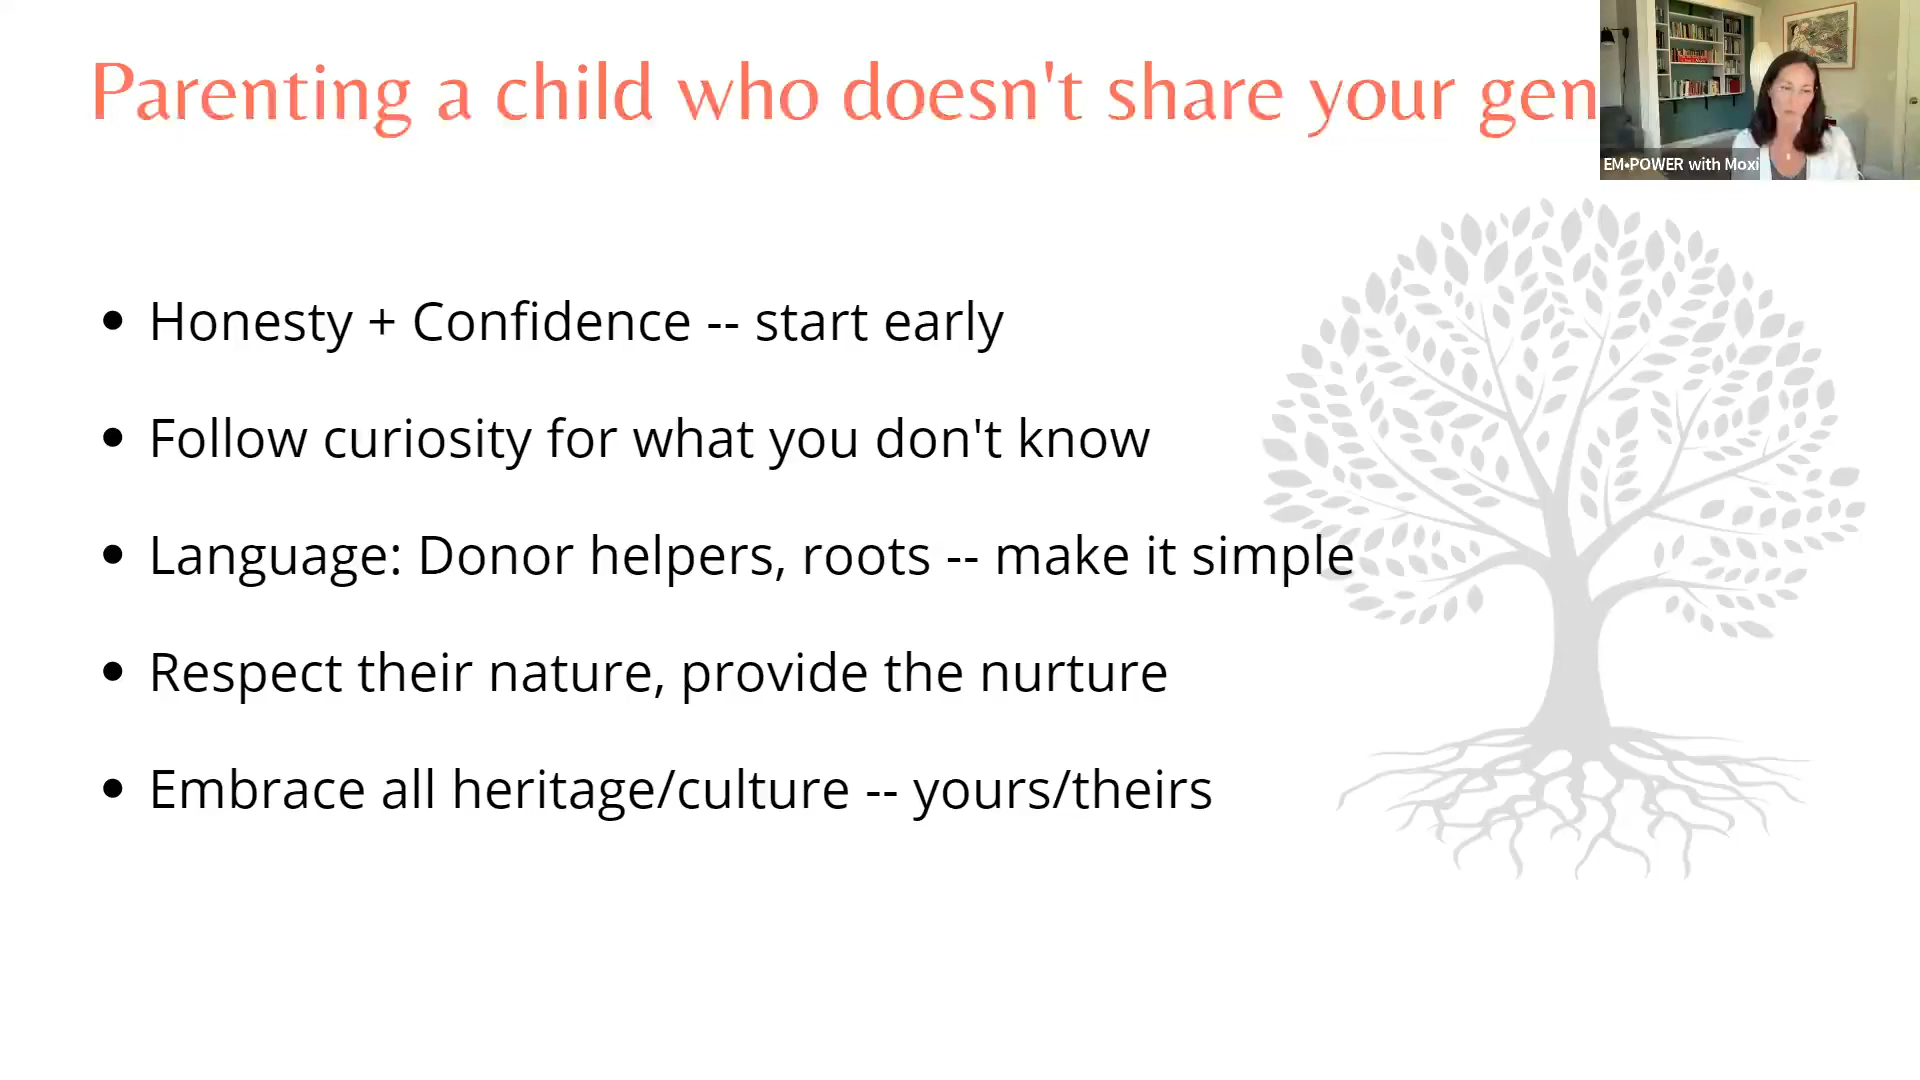 Parenting a child who doesn't share your gen
EM•POWER with Moxi
• Honesty + Confidence -- start early
• Follow curiosity for what you don't know
• Language: Donor helpers, roots -- make it simple
• Respect their nature, provide the nurture
• Embrace all heritage/culture -- yours/theirs